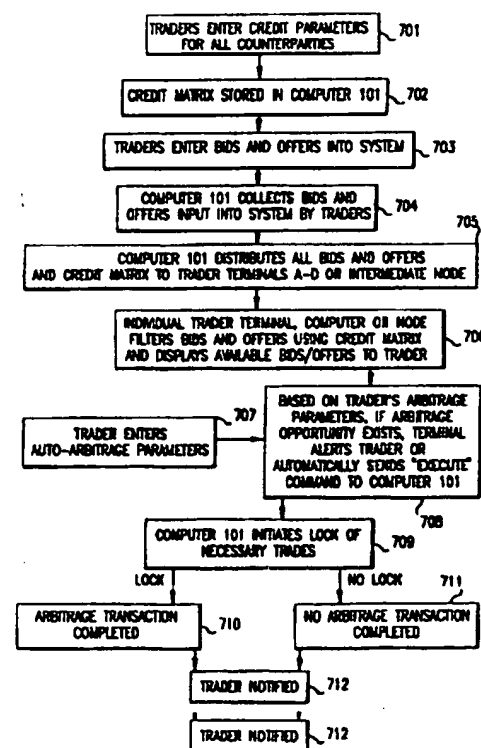 TRADERS ENTER CREDIT PARAMETERS
FOR ALL COUNTERPARTIES
701
CREDIT MATRIX STORED IN COMPUTER 101
702
TRADERS ENTER BIDS AND OFFERS INTO SYSTEM
703
COMPUTER 101 COLLECTS BIDS AND
OFFERS INPUT INTO SYSTEM BY TRADERS
704
705
COMPUTER 101 DISTRIBUTES ALL BIDS AND OFFERS
AND CREDIT MATRIX TO TRADER TERMINALS A-D OR INTERMEDIATE NODE
INDIVIDUAL TRADER TERMINAL, COMPUTER OR NODE
FILTERS BIDS AND OFFERS USING CREDIT MATRIX
AND DISPLAYS AVAILABLE BIDS/OFFERS TO TRADER
707
TRADER ENTERS
AUTO-ARBITRAGE PARAMETERS
BASED ON TRADER'S ARBITRAGE
PARAMETERS, IF ARBITRAGE
OPPORTUNITY EXISTS, TERMINAL
ALERTS TRADER OR
AUTOMATICALLY SENDS "EXECUTE"
COMMAND TO COMPUTER 101
708
COMPUTER 101 INITIATES LOCK OF
NECESSARY TRADES
709
LOCK
NO LOCK
711
ARBITRAGE TRANSACTION
COMPLETED
710
NO ARBITRAGE TRANSACTION
COMPLETED
TRADER NOTIFIED
712
TRADER NOTIFIED
712